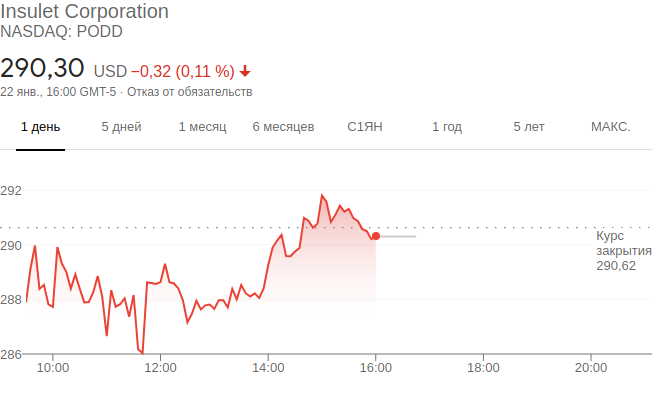 Insulet Corporation
NASDAQ: PODD
290,30 USD −0,32 (0,11 %)
22 янв., 16:00 GMT-5 · Отказ от обязательств
1 день 5 дней 1 месяц 6 месяцев С1ЯН 1 год 5 лет МАКС.
292
290
288
286
Курс
закрытия
290,62
10:00 12:00 14:00 16:00 18:00 20:00